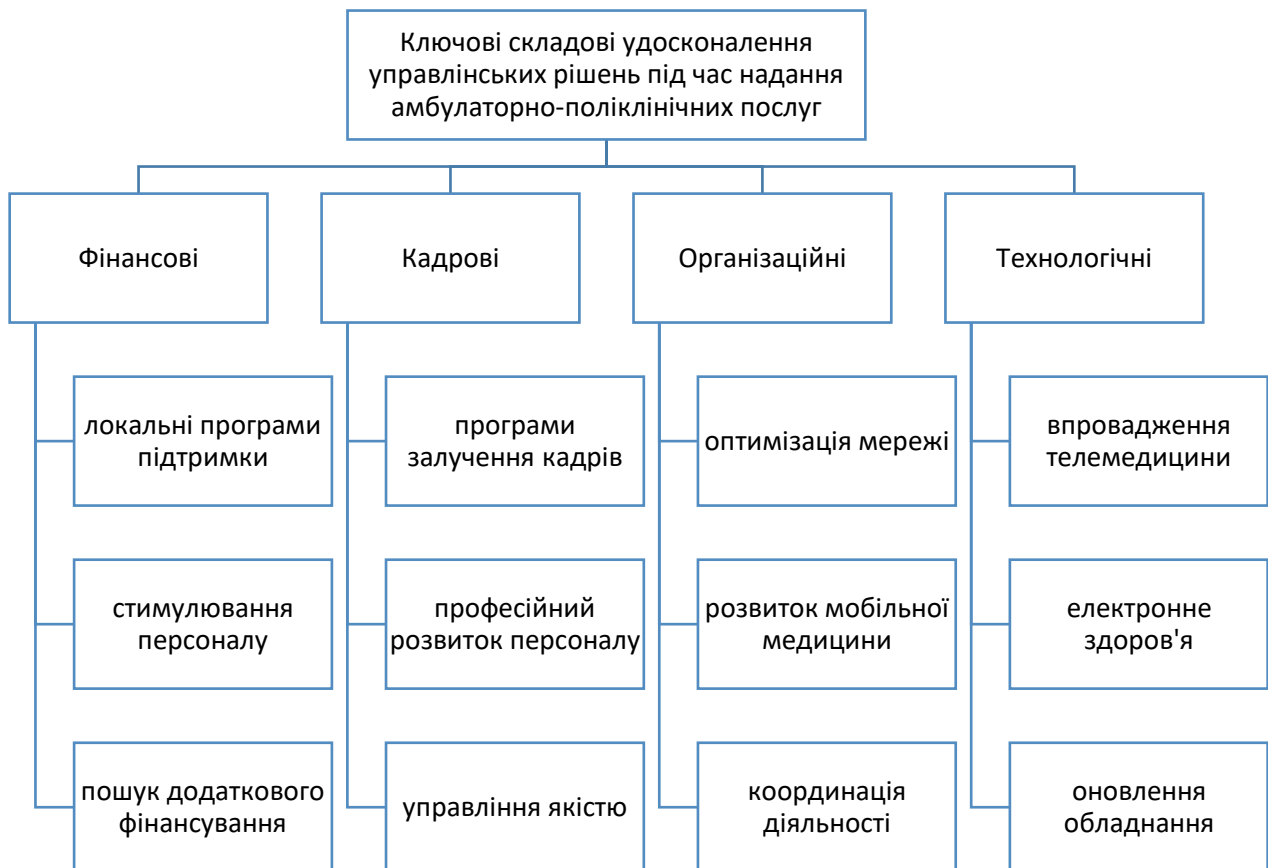 Ключові складові удосконалення
управлінських рішень під час надання
амбулаторно-поліклінічних послуг
Фінансові
Кадрові
Організаційні
Технологічні
локальні програми
підтримки
програми
залучення кадрів
оптимізація мережі
впровадження
телемедицини
стимулювання
персоналу
професійний
розвиток персоналу
розвиток мобільної
медицини
електронне
здоров'я
пошук додаткового
фінансування
управління якістю
координація
діяльності
оновлення
обладнання